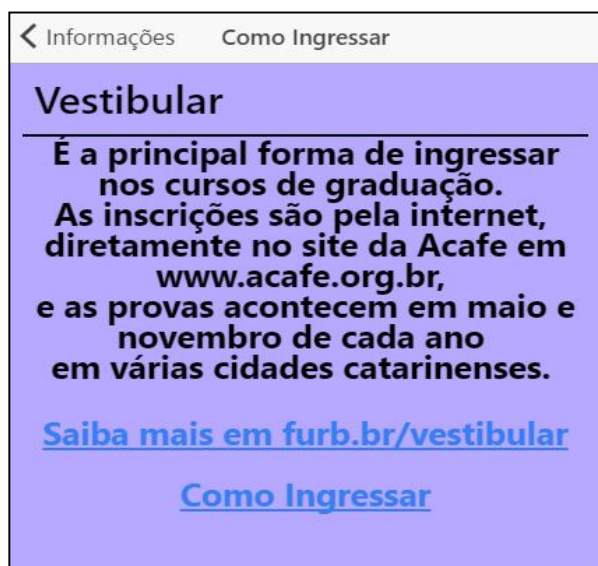 Informações Como Ingressar
Vestibular
É a principal forma de ingressar
nos cursos de graduação.
As inscrições são pela internet,
diretamente no site da Acafe em
www.acafe.org.br,
e as provas acontecem em maio e
novembro de cada ano
em várias cidades catarinenses.
Saiba mais em furb.br/vestibular
Como Ingressar